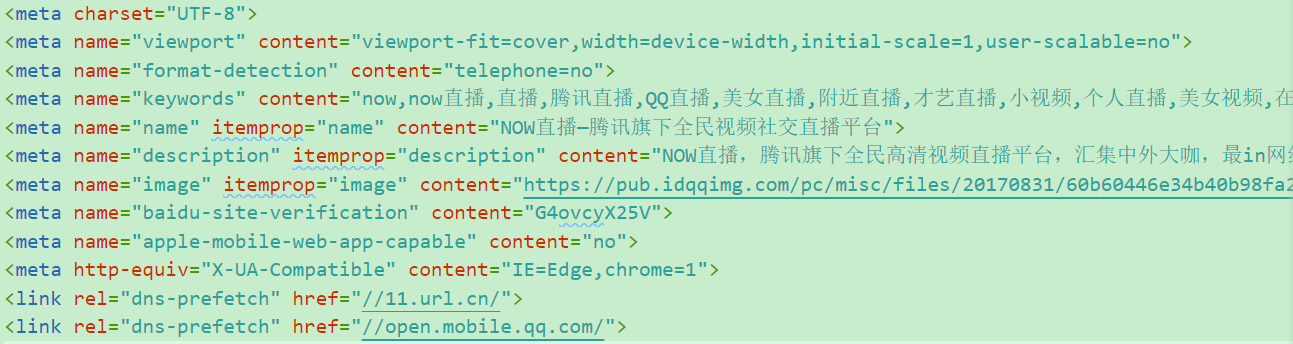 <meta charset="UTF-8">
<meta name="viewport" content="viewport-fit=cover,width=device-width,initial-scale=1,user-scalable=no">
<meta name="format-detection" content="telephone=no">
<meta name="keywords" content="now,now直播,直播,腾讯直播,QQ直播,美女直播,附近直播,才艺直播,小视频,个人直播,美女视频,在
<meta name="name" itemprop="name" content="NOW直播—腾讯旗下全民视频社交直播平台">
<meta name="description" itemprop="description" content="NOW直播，腾讯旗下全民高清视频直播平台，汇集中外大咖，最in网络
<meta name="image" itemprop="image" content="https://pub.idqqimg.com/pc/misc/files/20170831/60b60446e34b40b98fa2
<meta name="baidu-site-verification" content="G4ovcyX25V">
<meta name="apple-mobile-web-app-capable" content="no">
<meta http-equiv="X-UA-Compatible" content="IE=Edge,chrome=1">
<link rel="dns-prefetch" href="//11.url.cn/">
<link rel="dns-prefetch" href="//open.mobile.qq.com/">